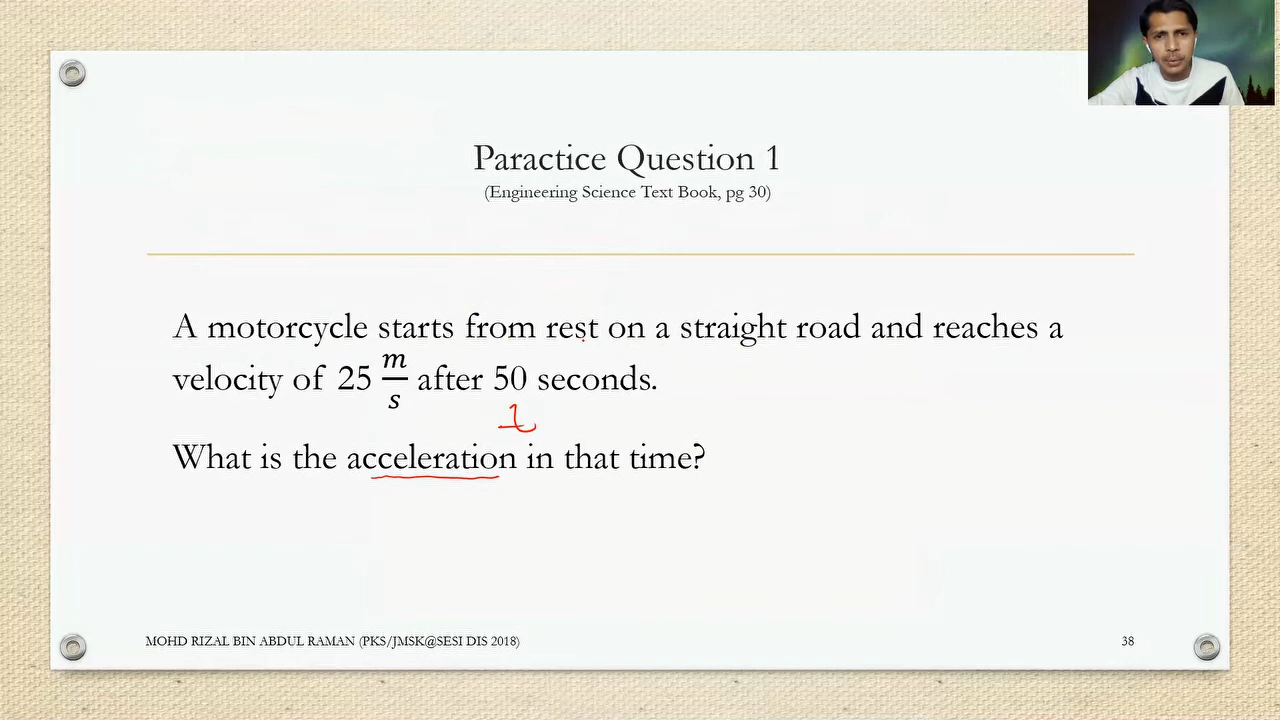 Paractice Question 1
(Engineering Science Text Book, pg 30)
A motorcycle starts from rest on a straight road and reaches a
velocity of 25 m/s after 50 seconds.
t
What is the acceleration in that time?
MOHD RIZAL BIN ABDUL RAMAN (PKS/JMSK@SESI DIS 2018)
38